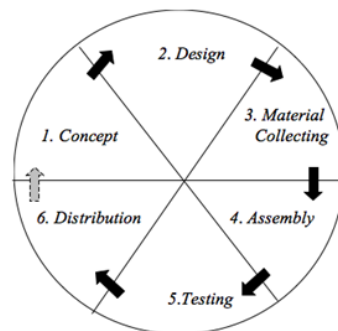 1. Concept
2. Design
3. Material
Collecting
4. Assembly
5.Testing
6. Distribution